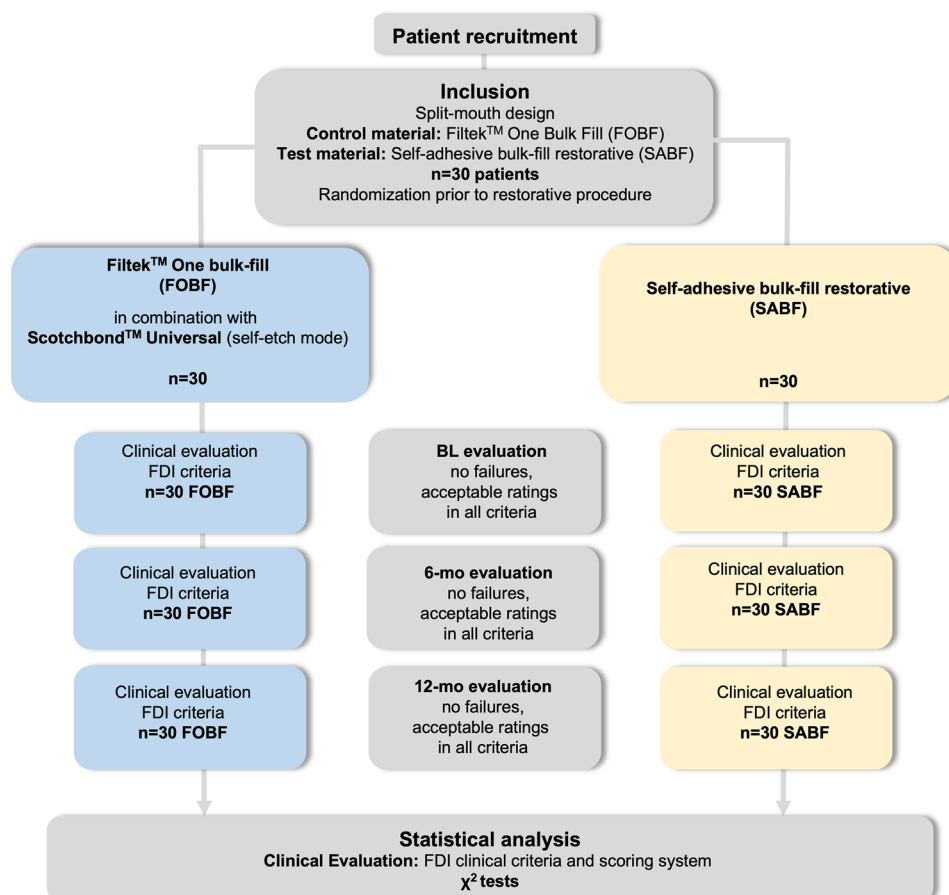 Patient recruitment
Inclusion
Split-mouth design
Control material: Filtek™ One Bulk Fill (FOBF)
Test material: Self-adhesive bulk-fill restorative (SABF)
n=30 patients
Randomization prior to restorative procedure
Filtek™ One bulk-fill
(FOBF)
in combination with
Scotchbond™ Universal (self-etch mode)
n=30
Self-adhesive bulk-fill restorative
(SABF)
n=30
Clinical evaluation
FDI criteria
n=30 FOBF
BL evaluation
no failures,
acceptable ratings
in all criteria
Clinical evaluation
FDI criteria
n=30 SABF
Clinical evaluation
FDI criteria
n=30 FOBF
6-mo evaluation
no failures,
acceptable ratings
in all criteria
Clinical evaluation
FDI criteria
n=30 SABF
Clinical evaluation
FDI criteria
n=30 FOBF
12-mo evaluation
no failures,
acceptable ratings
in all criteria
Clinical evaluation
FDI criteria
n=30 SABF
Statistical analysis
Clinical Evaluation: FDI clinical criteria and scoring system
χ² tests